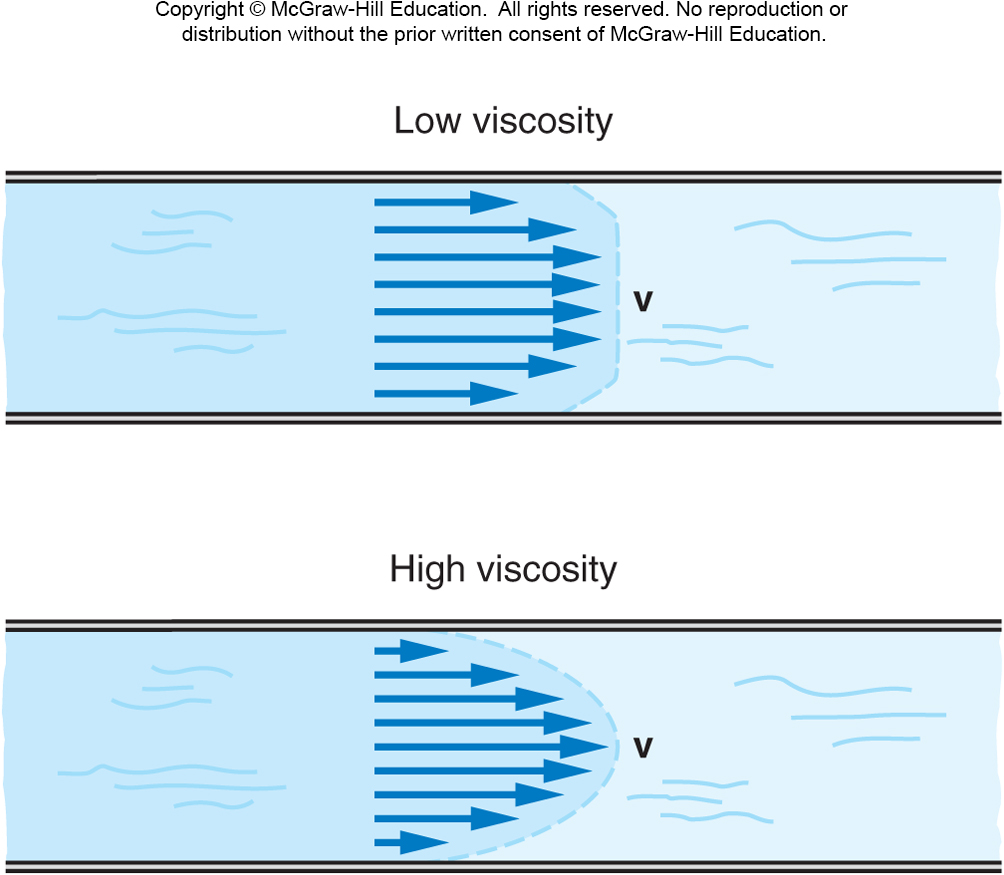 Copyright © McGraw-Hill Education.  All rights reserved. No reproduction or
distribution without the prior written consent of McGraw-Hill Education.
Low viscosity
v
High viscosity
v